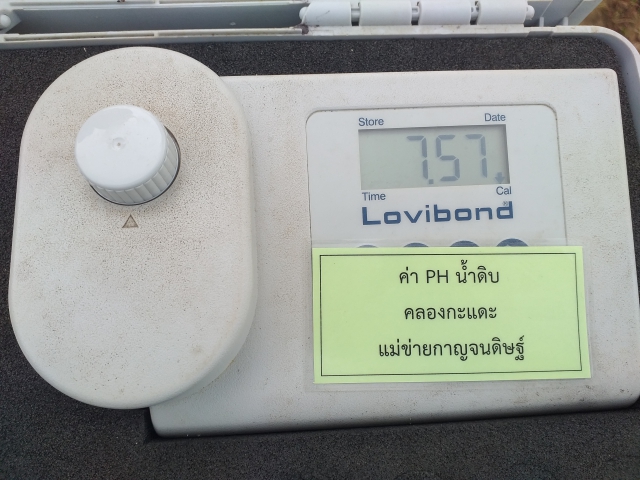 Store Date
7.57
Time Cal
Lovibond
ค่า PH น้ำดิบ
คลองกะแดะ
แม่ข่ายกาญจนดิษฐ์